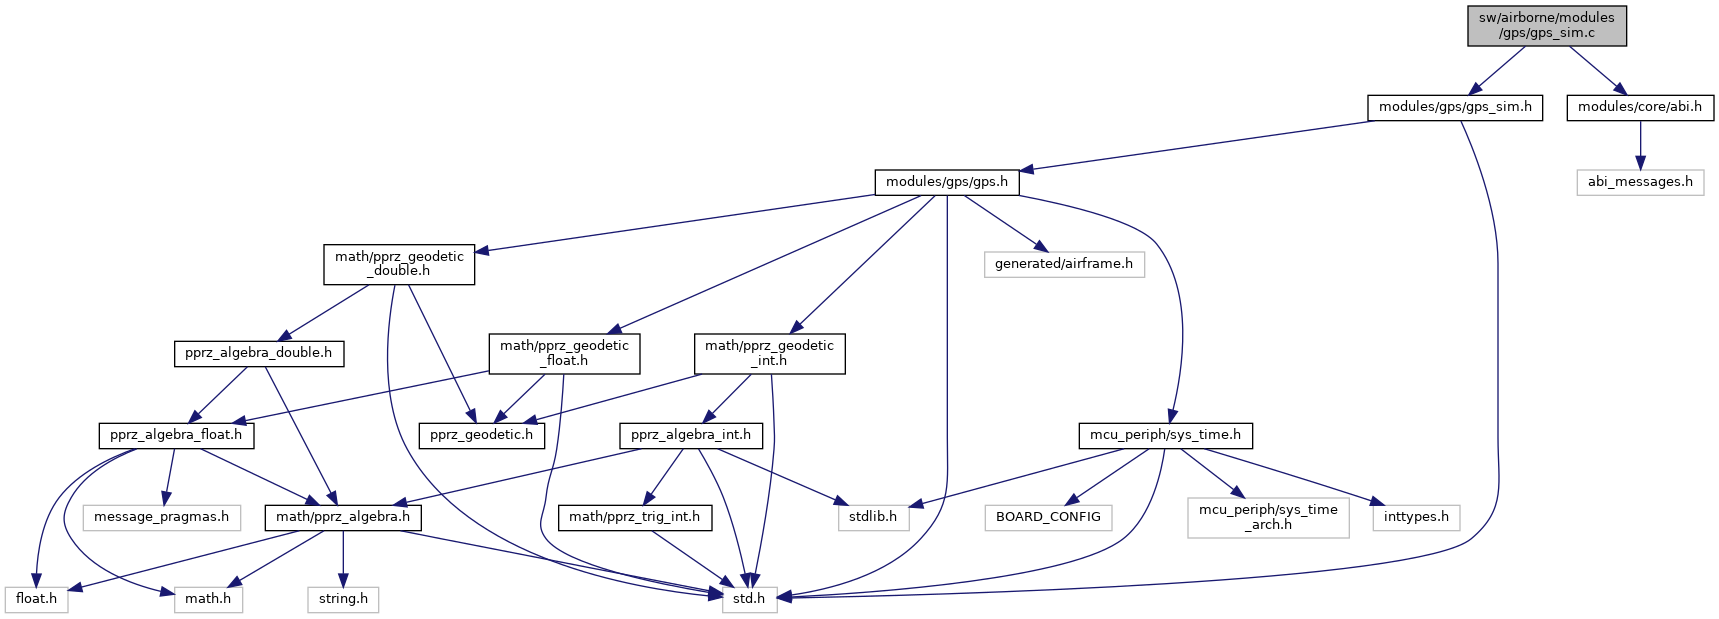 sw/airborne/modules
/gps/gps_sim.c
modules/gps/gps_sim.h
modules/core/abi.h
modules/gps/gps.h
abi_messages.h
math/pprz_geodetic
_double.h
generated/airframe.h
pprz_algebra_double.h
math/pprz_geodetic
_float.h
math/pprz_geodetic
_int.h
pprz_algebra_float.h
pprz_geodetic.h
pprz_algebra_int.h
mcu_periph/sys_time.h
message_pragmas.h
math/pprz_algebra.h
math/pprz_trig_int.h
stdlib.h
BOARD_CONFIG
mcu_periph/sys_time
_arch.h
inttypes.h
float.h
math.h
string.h
std.h